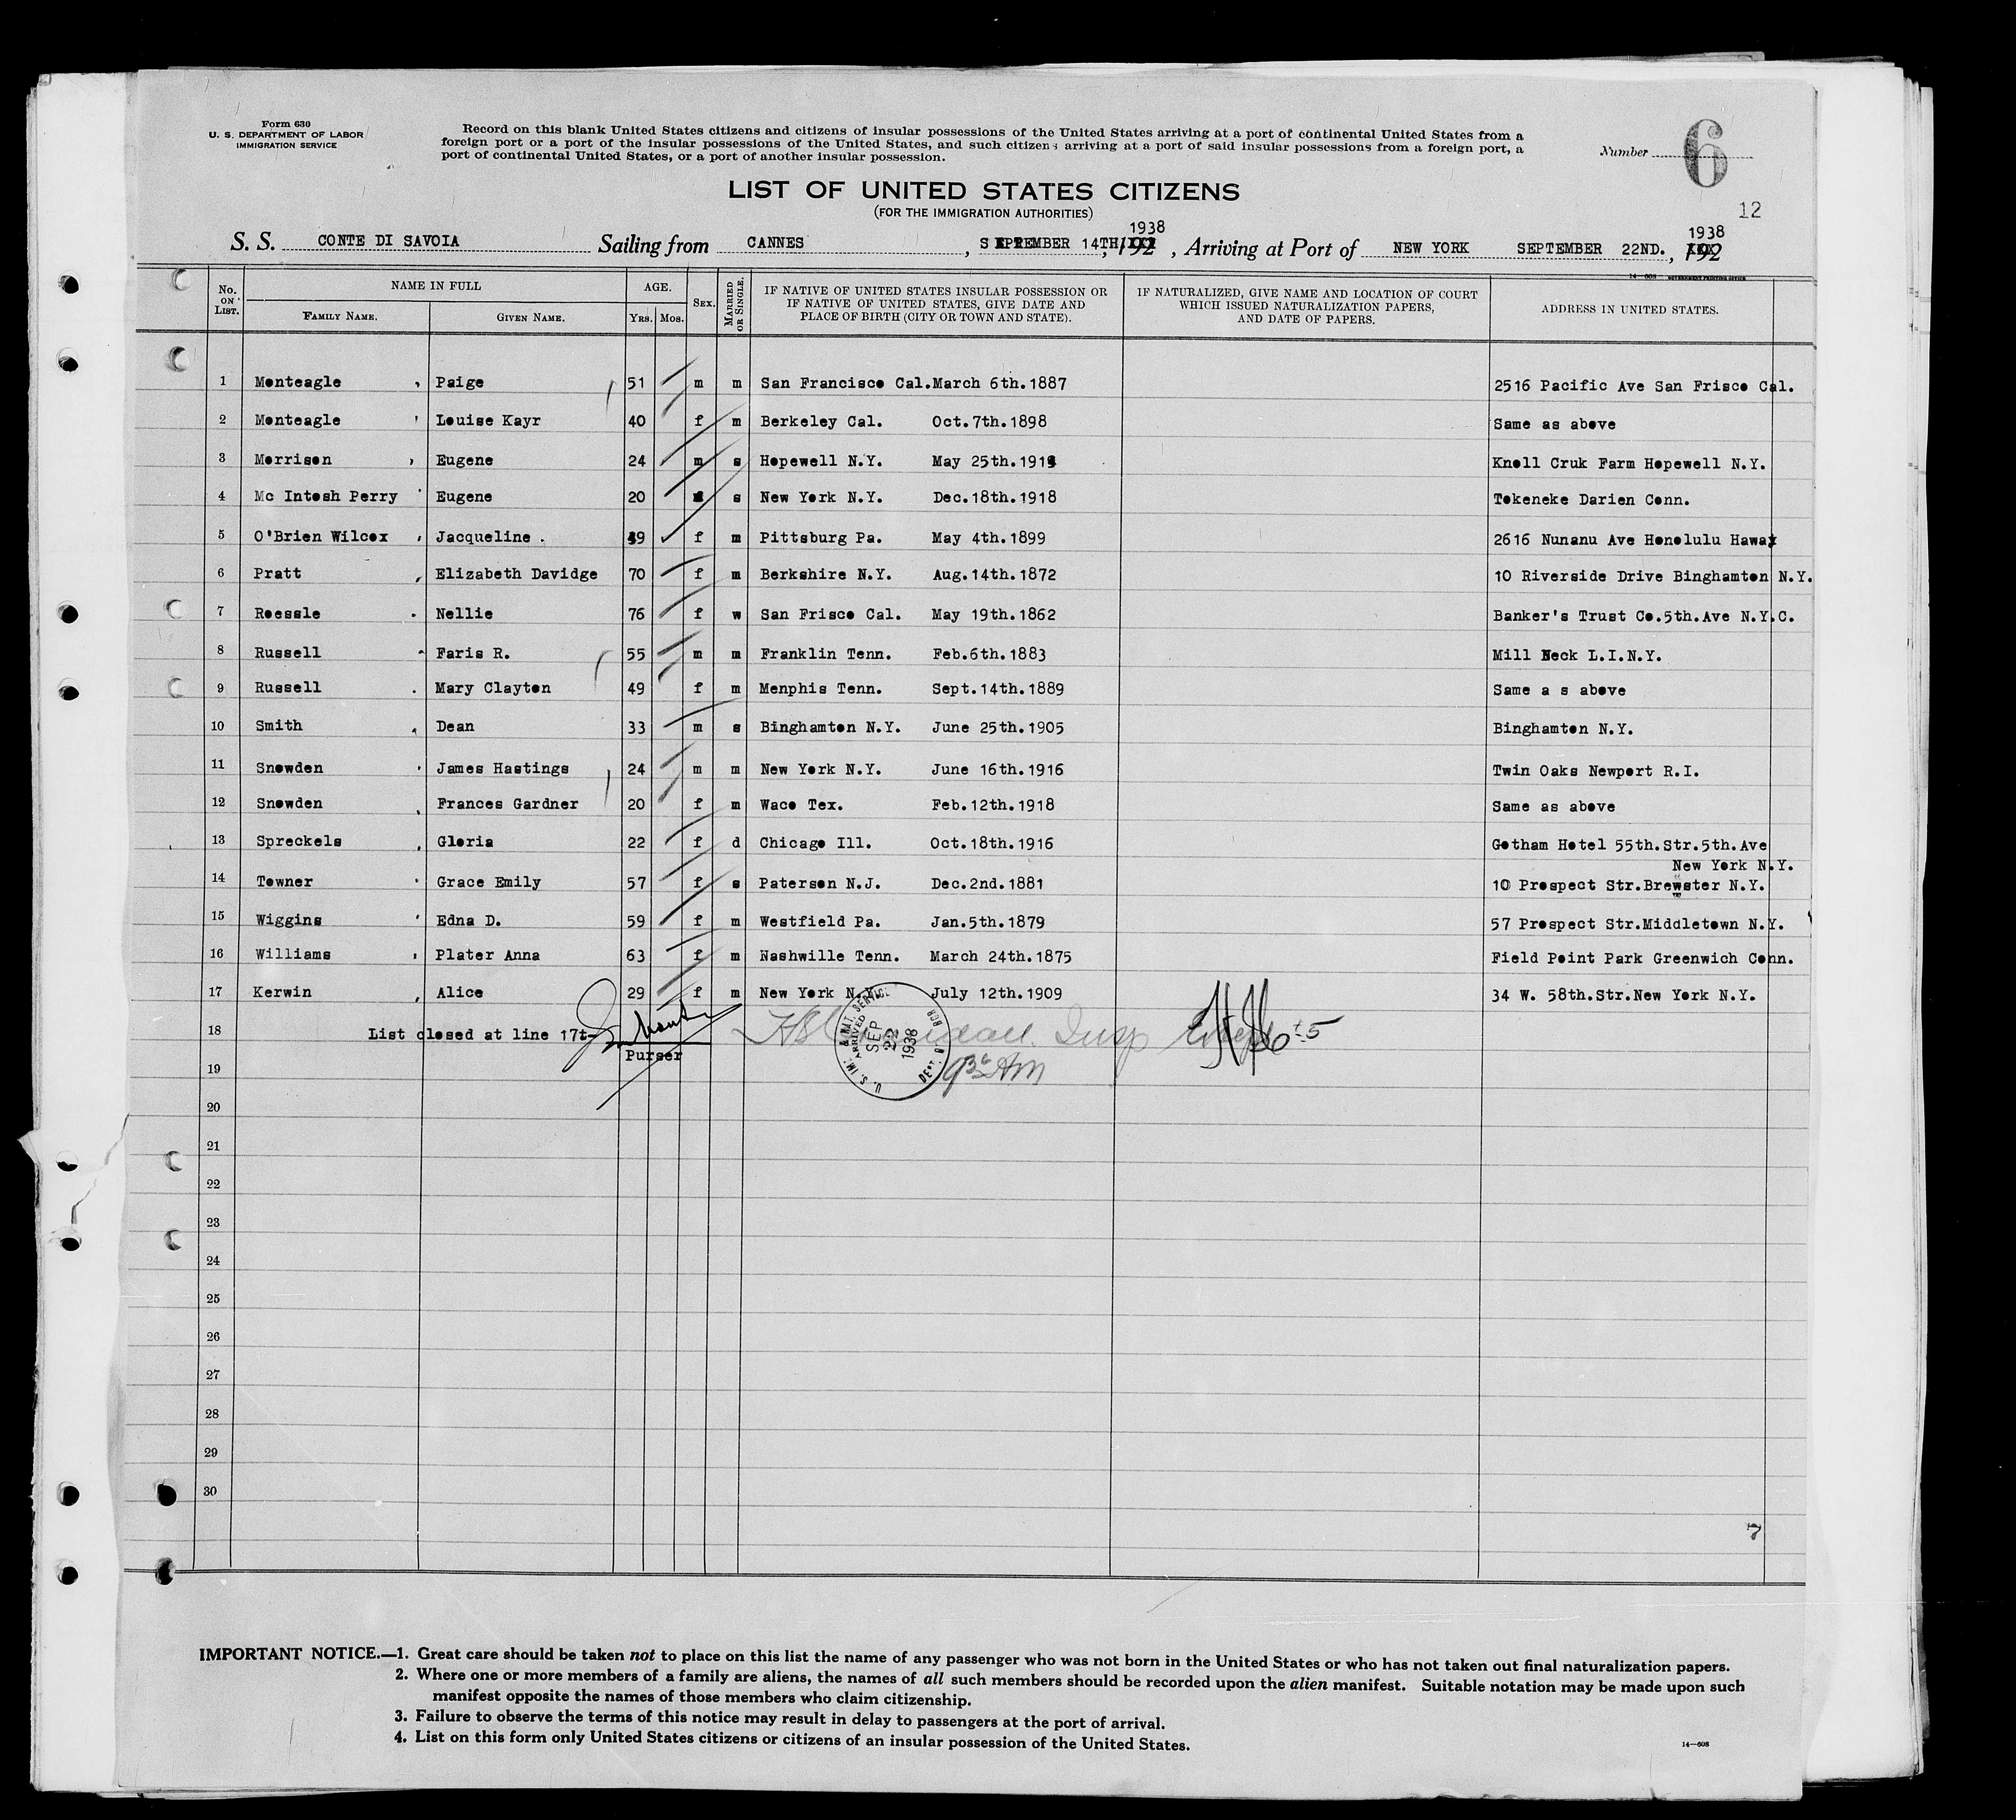 Form 630
U. S. DEPARTMENT OF LABOR
IMMIGRATION SERVICE
Record on this blank United States citizens and citizens of insular possessions of the United States arriving at a port of continental United States from a
foreign port or a port of the insular possessions of the United States, and such citizens arriving at a port of said insular possessions from a foreign port, a
port of continental United States, or a port of another insular possession.
Number 6
LIST OF UNITED STATES CITIZENS
(FOR THE IMMIGRATION AUTHORITIES)
12
S. S. CONTE DI SAVOIA Sailing from CANNES, SEPTEMBER 14TH, 1938, Arriving at Port of NEW YORK SEPTEMBER 22ND., 1938
14-608 GOVERNMENT PRINTING OFFICE
No. ON LIST. NAME IN FULL FAMILY NAME. GIVEN NAME. AGE. YRS. MOS. SEX. MARRIED OR SINGLE. IF NATIVE OF UNITED STATES INSULAR POSSESSION OR IF NATIVE OF UNITED STATES, GIVE DATE AND PLACE OF BIRTH (CITY OR TOWN AND STATE). IF NATURALIZED, GIVE NAME AND LOCATION OF COURT WHICH ISSUED NATURALIZATION PAPERS, AND DATE OF PAPERS. ADDRESS IN UNITED STATES.
1 Monteagle , Paige 51 m m San Francisco Cal. March 6th.1887 2516 Pacific Ave San Frisco Cal.
2 Monteagle ' Louise Kayr 40 f m Berkeley Cal. Oct.7th.1898 Same as above
3 Morrison , Eugene 24 m s Hopewell N.Y. May 25th.1914 Knoll Cruk Farm Hopewell N.Y.
4 Mc Intosh Perry ' Eugene 20 s New York N.Y. Dec.18th.1918 Tokeneke Darien Conn.
5 O'Brien Wilcox , Jacqueline . 39 f m Pittsburg Pa. May 4th.1899 2616 Nunanu Ave Honolulu Hawai
6 Pratt , Elizabeth Davidge 70 f m Berkshire N.Y. Aug.14th.1872 10 Riverside Drive Binghamton N.Y.
7 Roessle . Nellie 76 f w San Frisco Cal. May 19th.1862 Banker's Trust Co.5th.Ave N.Y.C.
8 Russell Faris R. 55 m m Franklin Tenn. Feb.6th.1883 Mill Neck L.I.N.Y.
9 Russell . Mary Clayton 49 f m Menphis Tenn. Sept.14th.1889 Same a s above
10 Smith , Dean 33 m s Binghamton N.Y. June 25th.1905 Binghamton N.Y.
11 Snowden ' James Hastings 24 m m New York N.Y. June 16th.1916 Twin Oaks Newport R.I.
12 Snowden , Frances Gardner 20 f m Waco Tex. Feb.12th.1918 Same as above
13 Spreckels , Gloria 22 f d Chicago Ill. Oct.18th.1916 Gotham Hotel 55th.Str.5th.Ave
New York N.Y.
14 Towner ' Grace Emily 57 f s Paterson N.J. Dec.2nd.1881 10 Prospect Str.Brewster N.Y.
15 Wiggins ' Edna D. 59 f m Westfield Pa. Jan.5th.1879 57 Prospect Str.Middletown N.Y.
16 Williams , Plater Anna 63 f m Nashwille Tenn. March 24th.1875 Field Point Park Greenwich Conn.
17 Kerwin , Alice 29 f m New York N.Y. July 12th.1909 34 W. 58th.Str.New York N.Y.
18 List closed at line 17t
Purser
U. S. IM. & NAT. SERVICE ARRIVED SEP 22 1938
Insp
9 30 AM
19
20
21
22
23
24
25
26
27
28
29
30
7
IMPORTANT NOTICE.—1. Great care should be taken not to place on this list the name of any passenger who was not born in the United States or who has not taken out final naturalization papers.
2. Where one or more members of a family are aliens, the names of all such members should be recorded upon the alien manifest. Suitable notation may be made upon such
manifest opposite the names of those members who claim citizenship.
3. Failure to observe the terms of this notice may result in delay to passengers at the port of arrival.
4. List on this form only United States citizens or citizens of an insular possession of the United States.
14—608